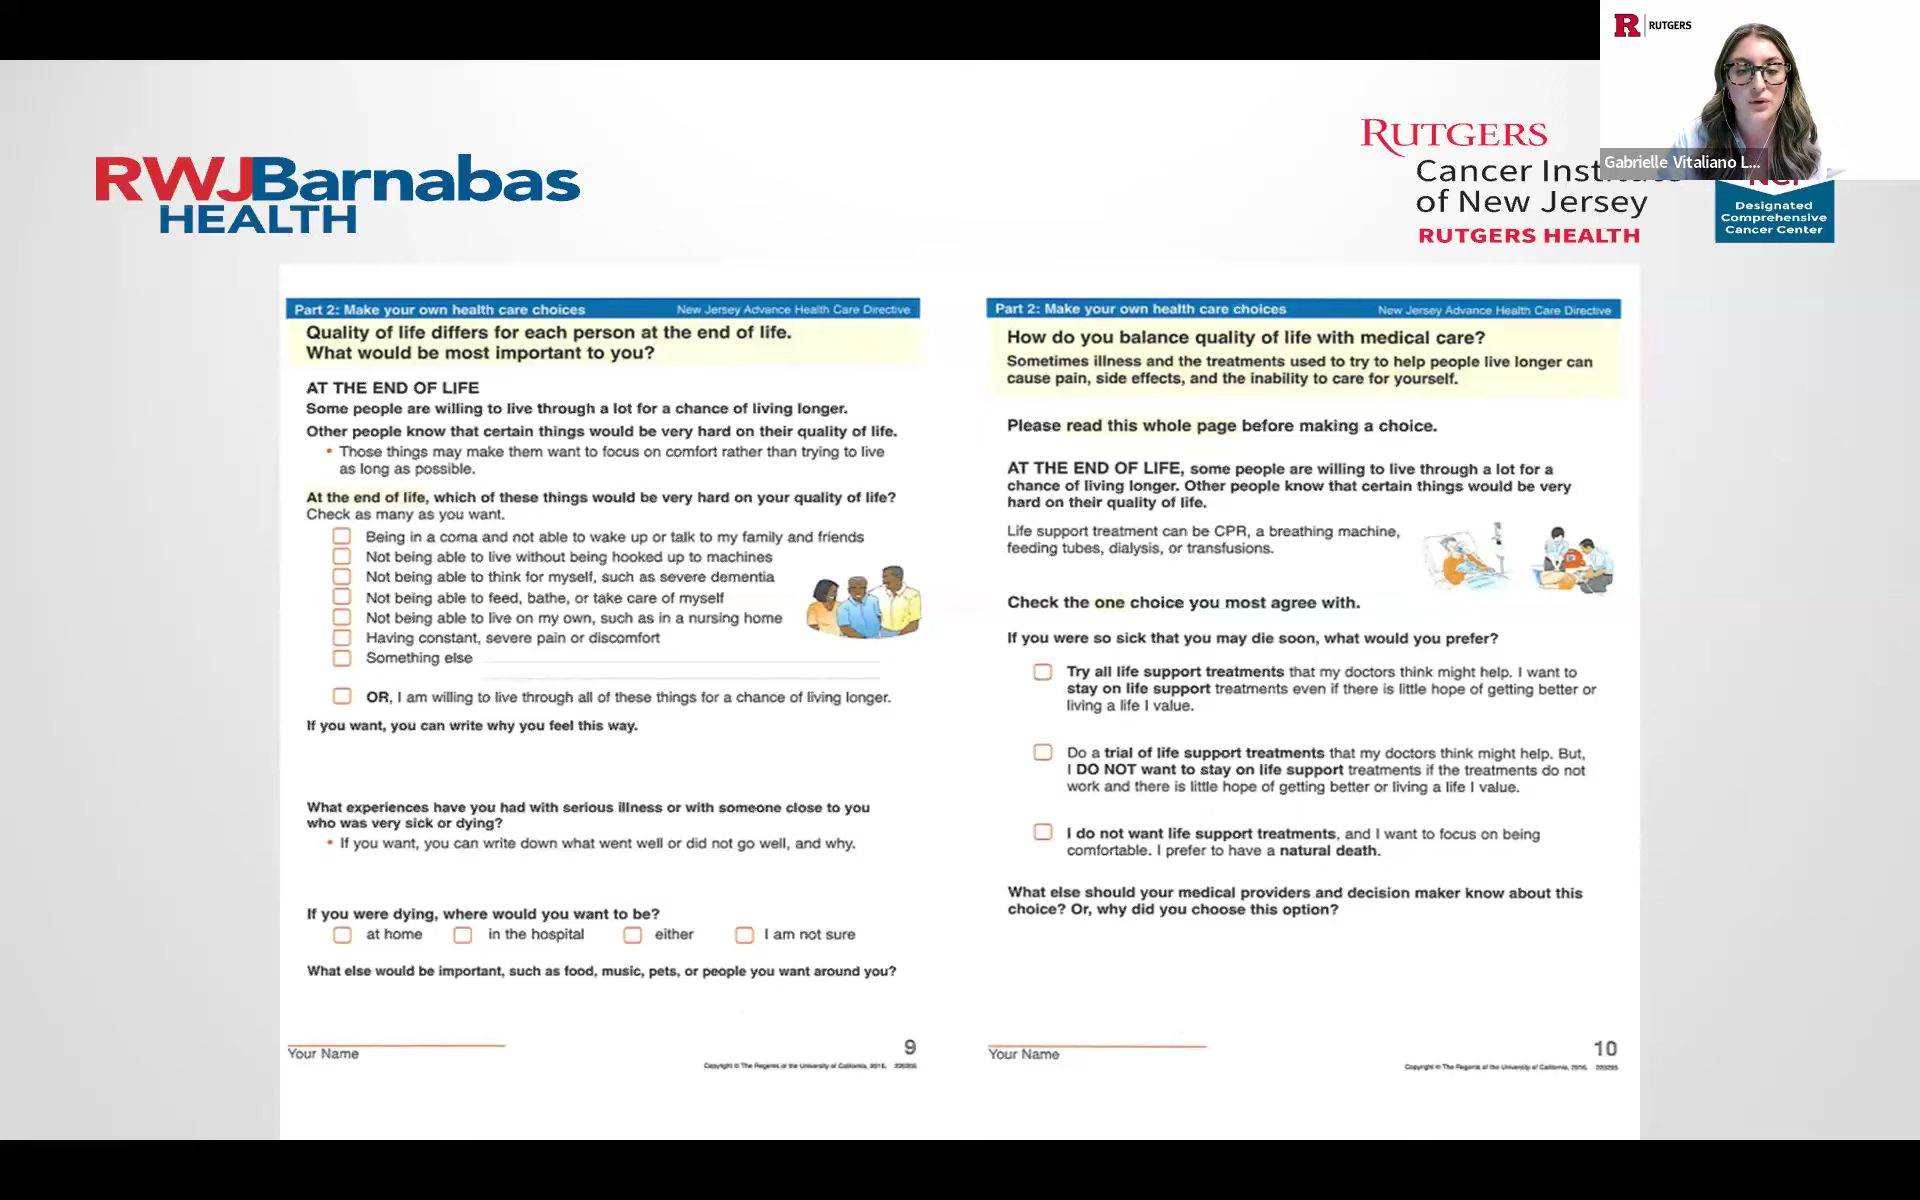 R RUTGERS
Gabrielle Vitaliano L...
RWJBarnabas
HEALTH
RUTGERS
Cancer Institute
of New Jersey
RUTGERS HEALTH
NCI
Designated
Comprehensive
Cancer Center
Part 2: Make your own health care choices New Jersey Advance Health Care Directive
Quality of life differs for each person at the end of life.
What would be most important to you?
AT THE END OF LIFE
Some people are willing to live through a lot for a chance of living longer.
Other people know that certain things would be very hard on their quality of life.
• Those things may make them want to focus on comfort rather than trying to live
as long as possible.
At the end of life, which of these things would be very hard on your quality of life?
Check as many as you want.
Being in a coma and not able to wake up or talk to my family and friends
Not being able to live without being hooked up to machines
Not being able to think for myself, such as severe dementia
Not being able to feed, bathe, or take care of myself
Not being able to live on my own, such as in a nursing home
Having constant, severe pain or discomfort
Something else
OR, I am willing to live through all of these things for a chance of living longer.
If you want, you can write why you feel this way.
What experiences have you had with serious illness or with someone close to you
who was very sick or dying?
• If you want, you can write down what went well or did not go well, and why.
If you were dying, where would you want to be?
at home in the hospital either I am not sure
What else would be important, such as food, music, pets, or people you want around you?
Your Name
9
Copyright © The Regents of the University of California, 2016.
Part 2: Make your own health care choices New Jersey Advance Health Care Directive
How do you balance quality of life with medical care?
Sometimes illness and the treatments used to try to help people live longer can
cause pain, side effects, and the inability to care for yourself.
Please read this whole page before making a choice.
AT THE END OF LIFE, some people are willing to live through a lot for a
chance of living longer. Other people know that certain things would be very
hard on their quality of life.
Life support treatment can be CPR, a breathing machine,
feeding tubes, dialysis, or transfusions.
Check the one choice you most agree with.
If you were so sick that you may die soon, what would you prefer?
Try all life support treatments that my doctors think might help. I want to
stay on life support treatments even if there is little hope of getting better or
living a life I value.
Do a trial of life support treatments that my doctors think might help. But,
I DO NOT want to stay on life support treatments if the treatments do not
work and there is little hope of getting better or living a life I value.
I do not want life support treatments, and I want to focus on being
comfortable. I prefer to have a natural death.
What else should your medical providers and decision maker know about this
choice? Or, why did you choose this option?
Your Name
10
Copyright © The Regents of the University of California, 2016.